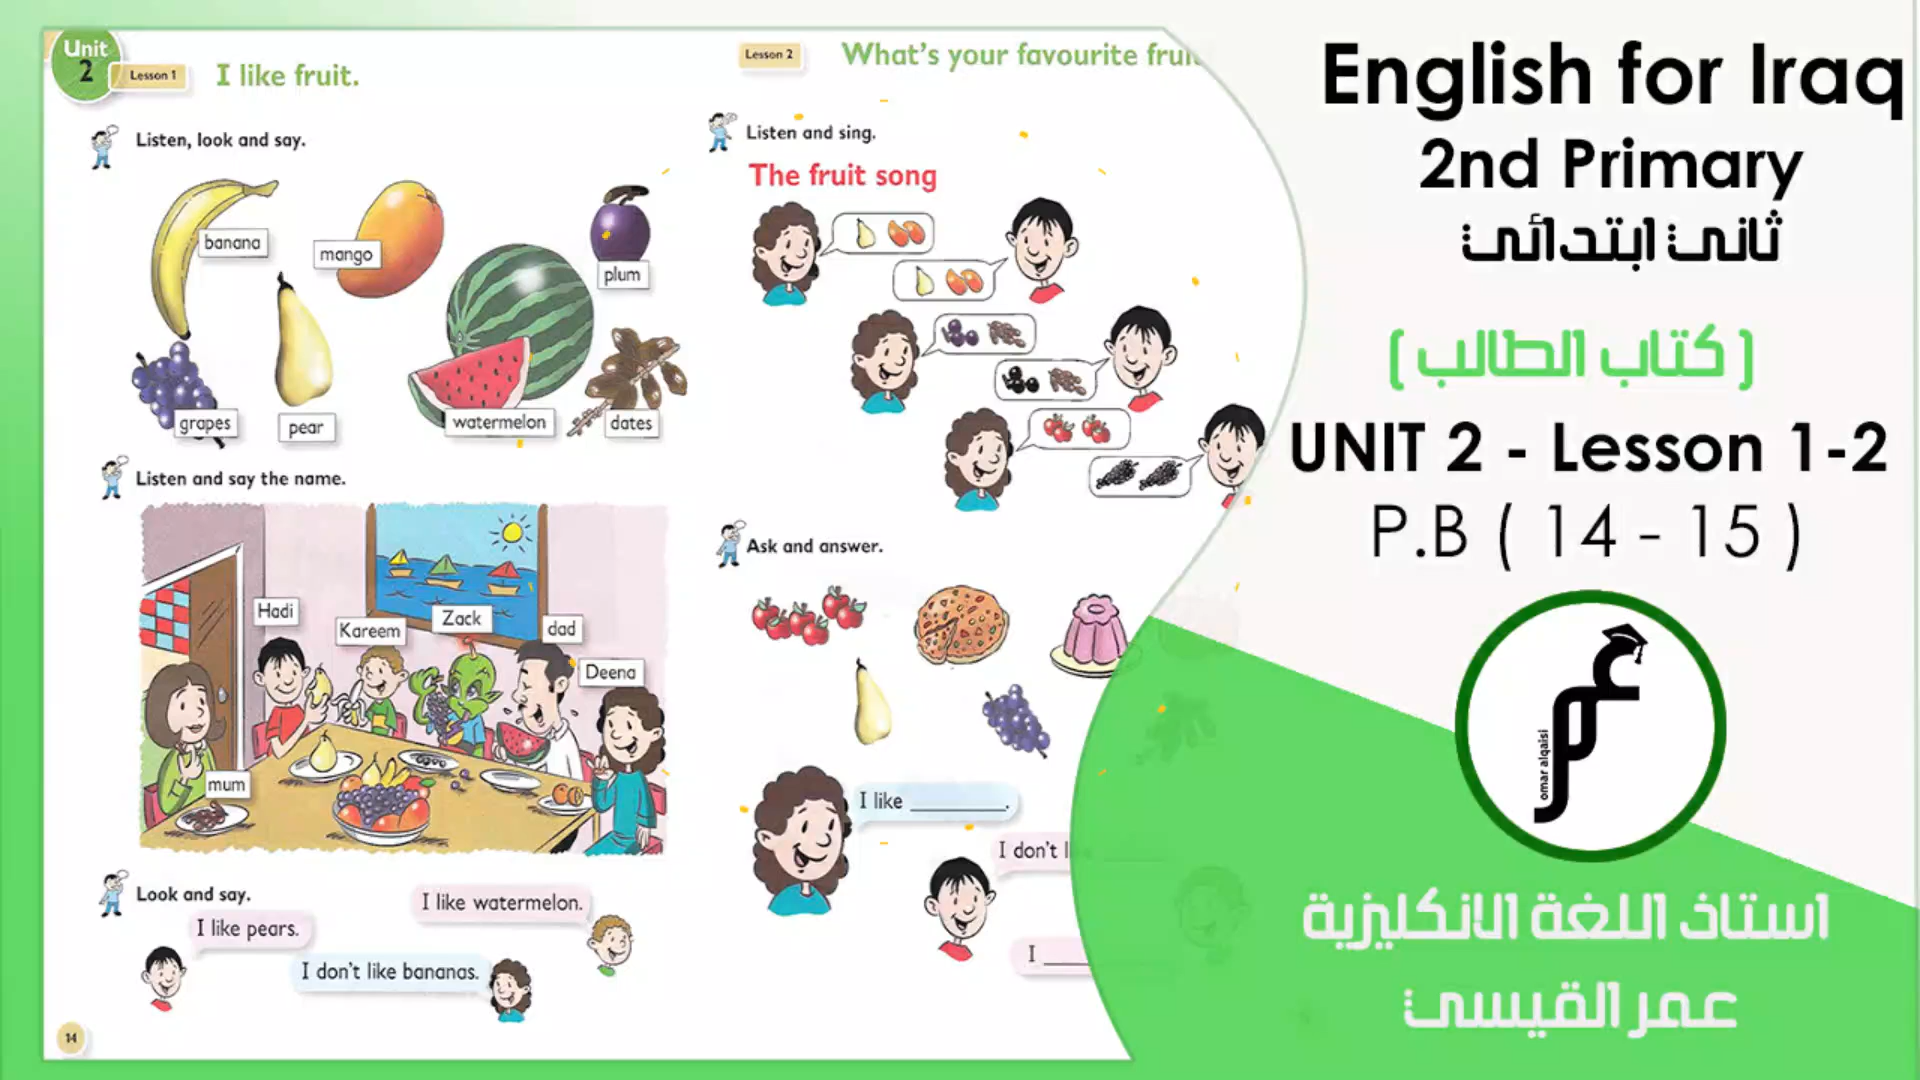 Unit
2
Lesson 1
I like fruit.
Listen, look and say.
banana
mango
plum
grapes
pear
watermelon
dates
Listen and say the name.
Hadi
Kareem
Zack
dad
Deena
mum
Look and say.
I like pears.
I like watermelon.
I don't like bananas.
14
Lesson 2
What's your favourite
Listen and sing.
The fruit song
Ask and answer.
I like ________.
I don't
I
English for Iraq
2nd Primary
ثاني ابتدائي
( كتاب الطالب )
UNIT 2 - Lesson 1-2
P.B ( 14 - 15 )
عمر
omar alqaisi
استاذ اللغة الانكليزية
عمر القيسي